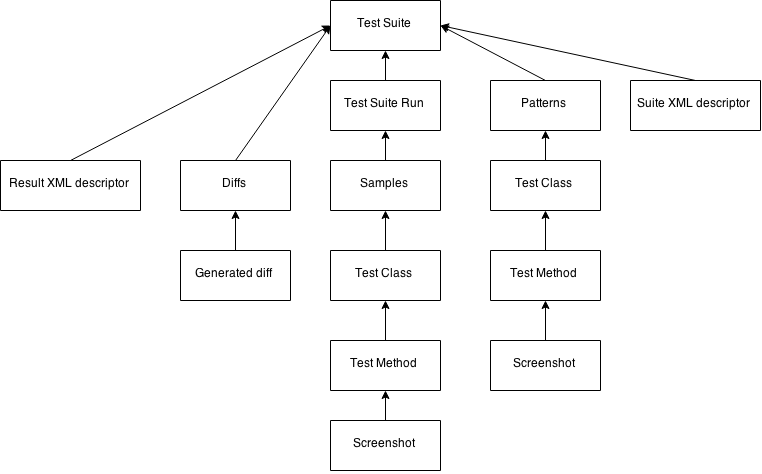 Test Suite
Test Suite Run
Patterns
Suite XML descriptor
Result XML descriptor
Diffs
Samples
Test Class
Generated diff
Test Class
Test Method
Test Method
Screenshot
Screenshot